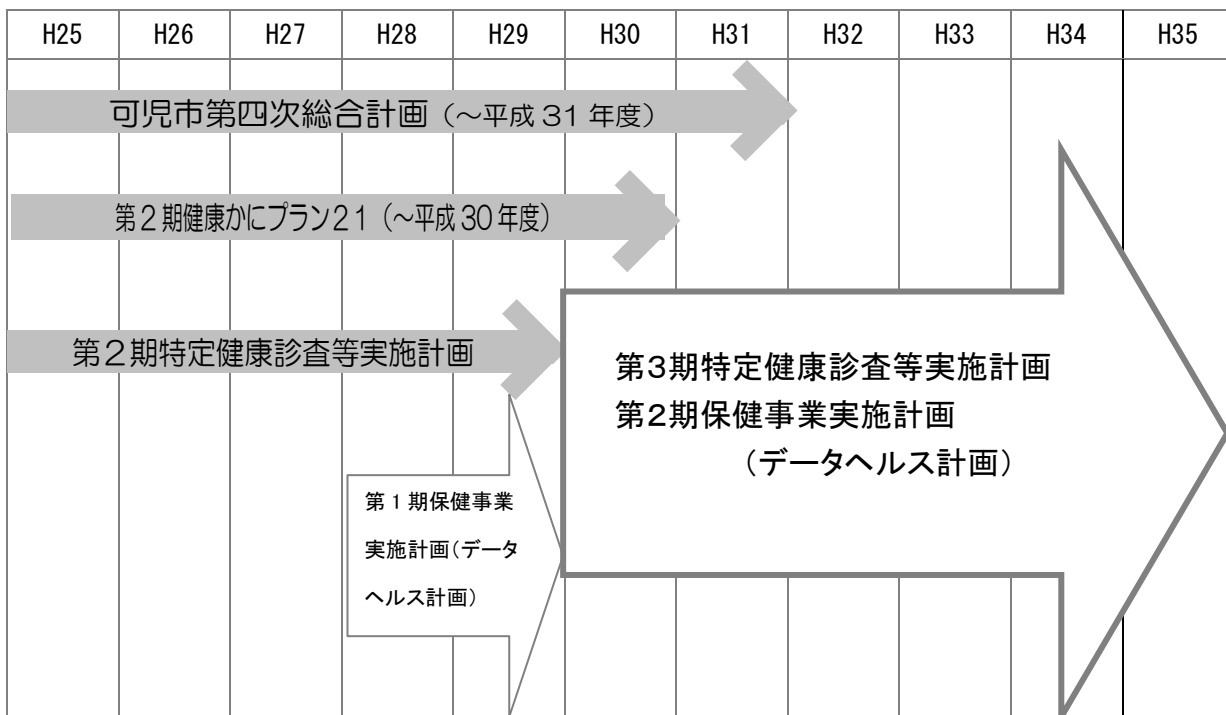 H25 H26 H27 H28 H29 H30 H31 H32 H33 H34 H35
可児市第四次総合計画（～平成31年度）
第2期健康かにプラン21（～平成30年度）
第2期特定健康診査等実施計画
第3期特定健康診査等実施計画
第2期保健事業実施計画
（データヘルス計画）
第1期保健事業
実施計画（データ
ヘルス計画）